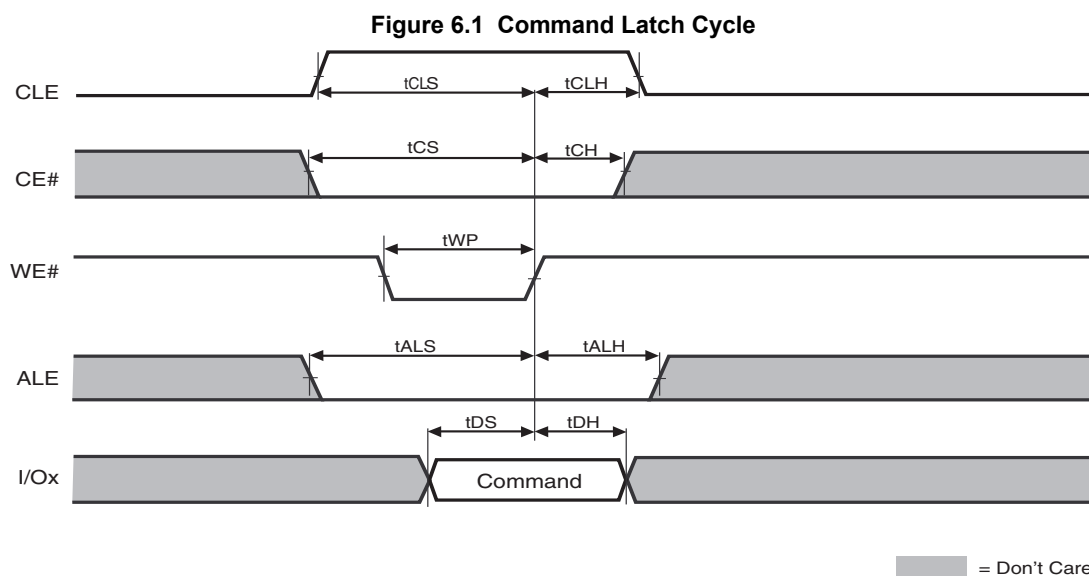 Figure 6.1 Command Latch Cycle
CLE
tCLS
tCLH
CE#
tCS
tCH
WE#
tWP
ALE
tALS
tALH
I/Ox
tDS
tDH
Command
= Don't Care